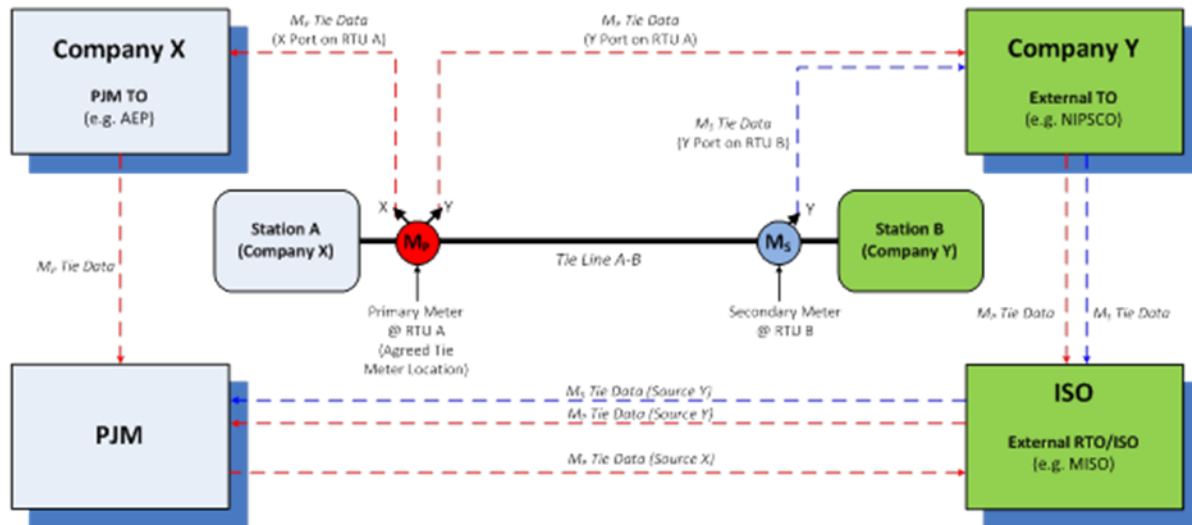 Mₚ Tie Data
(X Port on RTU A)
Mₚ Tie Data
(Y Port on RTU A)
Company X
PJM TO
(e.g. AEP)
Company Y
External TO
(e.g. NIPSCO)
Mₛ Tie Data
(Y Port on RTU B)
X
Y
Y
Station A
(Company X)
Mₚ
Tie Line A-B
Mₛ
Station B
(Company Y)
Mₚ Tie Data
Primary Meter
@ RTU A
(Agreed Tie
Meter Location)
Secondary Meter
@ RTU B
Mₚ Tie Data
Mₛ Tie Data
PJM
Mₛ Tie Data (Source Y)
Mₚ Tie Data (Source Y)
Mₚ Tie Data (Source X)
ISO
External RTO/ISO
(e.g. MISO)